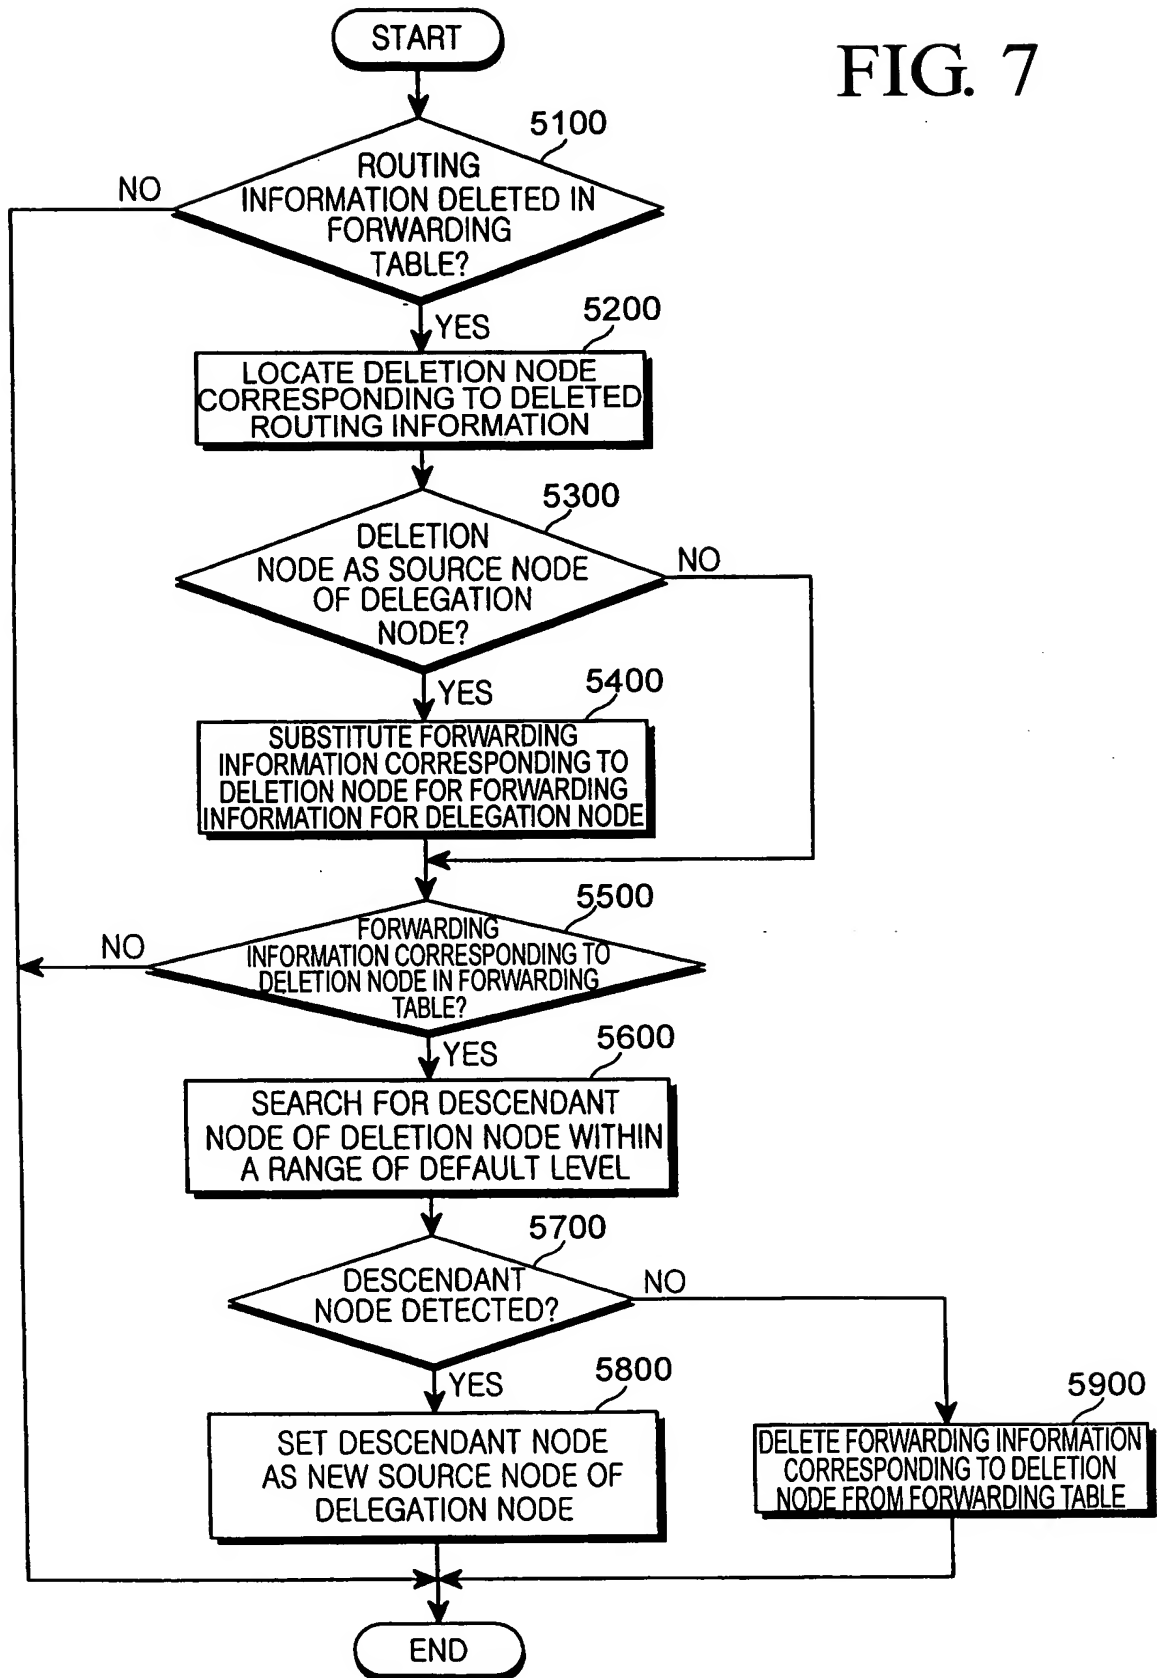 START
FIG. 7
5100
ROUTING
INFORMATION DELETED IN
FORWARDING
TABLE?
NO
YES
5200
LOCATE DELETION NODE
CORRESPONDING TO DELETED
ROUTING INFORMATION
5300
DELETION
NODE AS SOURCE NODE
OF DELEGATION
NODE?
NO
YES
5400
SUBSTITUTE FORWARDING
INFORMATION CORRESPONDING TO
DELETION NODE FOR FORWARDING
INFORMATION FOR DELEGATION NODE
5500
FORWARDING
INFORMATION CORRESPONDING TO
DELETION NODE IN FORWARDING
TABLE?
NO
YES
5600
SEARCH FOR DESCENDANT
NODE OF DELETION NODE WITHIN
A RANGE OF DEFAULT LEVEL
5700
DESCENDANT
NODE DETECTED?
NO
YES
5800
SET DESCENDANT NODE
AS NEW SOURCE NODE OF
DELEGATION NODE
5900
DELETE FORWARDING INFORMATION
CORRESPONDING TO DELETION
NODE FROM FORWARDING TABLE
END